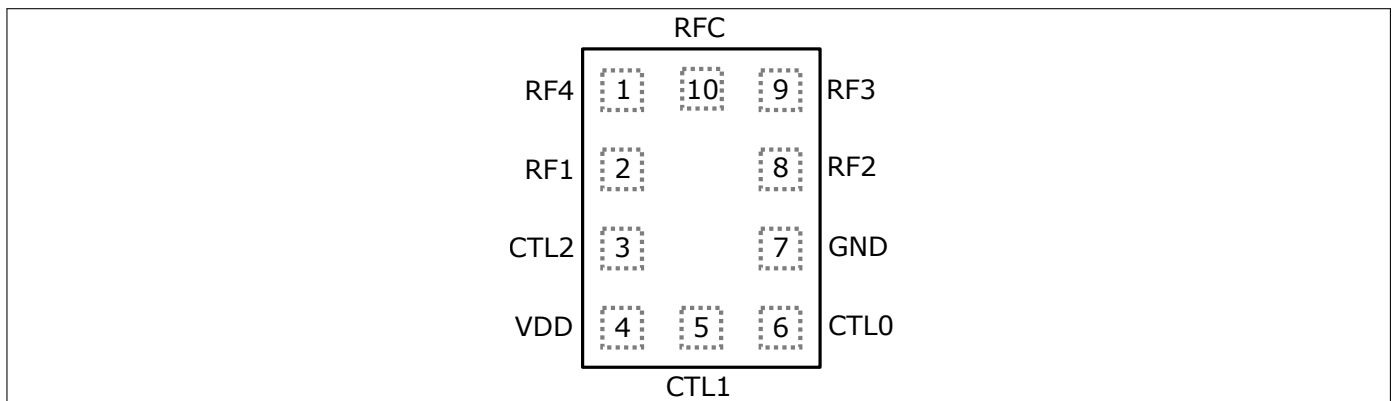 RFC
RF4 1 10 9 RF3
RF1 2 8 RF2
CTL2 3 7 GND
VDD 4 5 6 CTL0
CTL1